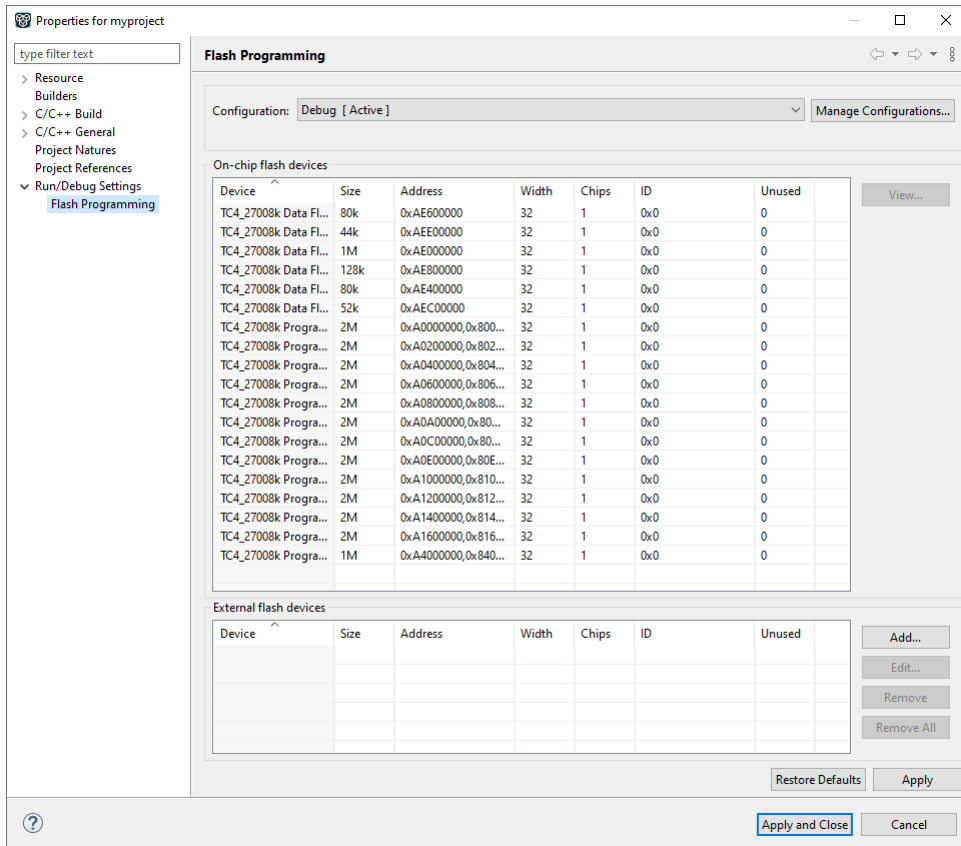 Properties for myproject
type filter text
Flash Programming
Resource
Builders
C/C++ Build
C/C++ General
Project Natures
Project References
Run/Debug Settings
Flash Programming
Configuration: Debug [ Active ] Manage Configurations...
On-chip flash devices
Device Size Address Width Chips ID Unused
View...
TC4_27008k Data Fl... 80k 0xAE600000 32 1 0x0 0
TC4_27008k Data Fl... 44k 0xAEE00000 32 1 0x0 0
TC4_27008k Data Fl... 1M 0xAE000000 32 1 0x0 0
TC4_27008k Data Fl... 128k 0xAE800000 32 1 0x0 0
TC4_27008k Data Fl... 80k 0xAE400000 32 1 0x0 0
TC4_27008k Data Fl... 52k 0xAEC00000 32 1 0x0 0
TC4_27008k Progra... 2M 0xA0000000,0x800... 32 1 0x0 0
TC4_27008k Progra... 2M 0xA0200000,0x802... 32 1 0x0 0
TC4_27008k Progra... 2M 0xA0400000,0x804... 32 1 0x0 0
TC4_27008k Progra... 2M 0xA0600000,0x806... 32 1 0x0 0
TC4_27008k Progra... 2M 0xA0800000,0x808... 32 1 0x0 0
TC4_27008k Progra... 2M 0xA0A00000,0x80... 32 1 0x0 0
TC4_27008k Progra... 2M 0xA0C00000,0x80... 32 1 0x0 0
TC4_27008k Progra... 2M 0xA0E00000,0x80E... 32 1 0x0 0
TC4_27008k Progra... 2M 0xA1000000,0x810... 32 1 0x0 0
TC4_27008k Progra... 2M 0xA1200000,0x812... 32 1 0x0 0
TC4_27008k Progra... 2M 0xA1400000,0x814... 32 1 0x0 0
TC4_27008k Progra... 2M 0xA1600000,0x816... 32 1 0x0 0
TC4_27008k Progra... 1M 0xA4000000,0x840... 32 1 0x0 0
External flash devices
Device Size Address Width Chips ID Unused
Add...
Edit...
Remove
Remove All
Restore Defaults Apply
? Apply and Close Cancel